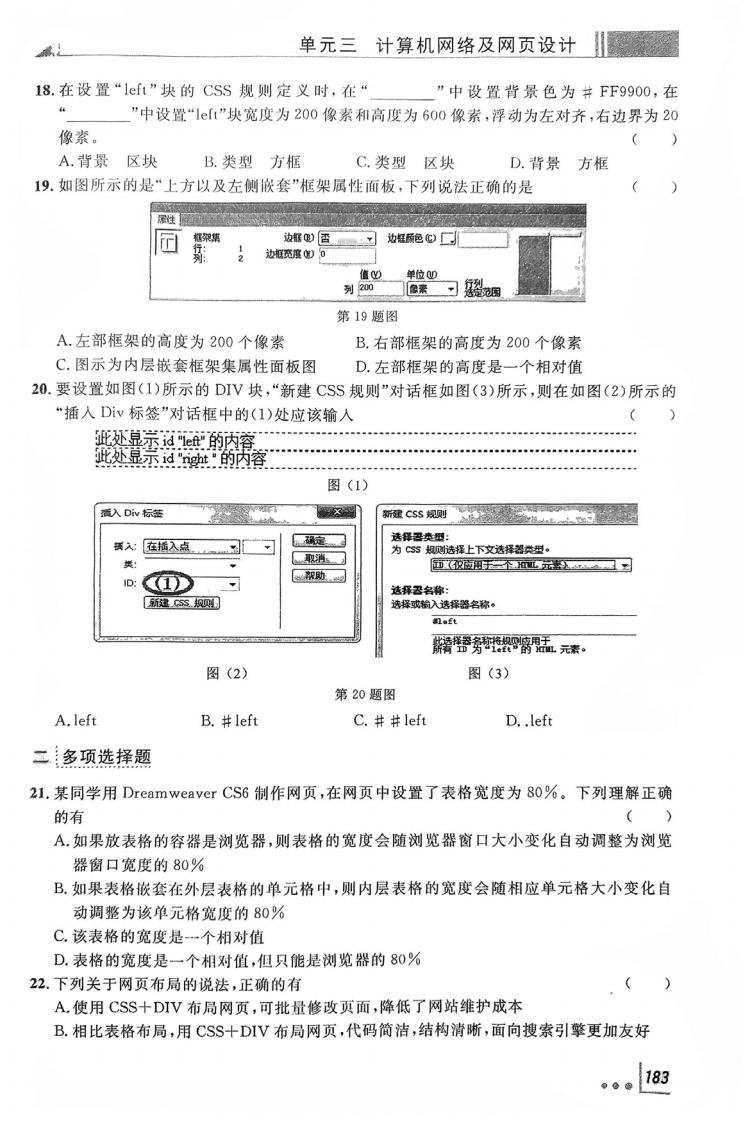 单元三 计算机网络及网页设计
18.在设置“left”块的 CSS 规则定义时,在“________”中设置背景色为#FF9900,在
“________”中设置“left”块宽度为 200 像素和高度为 600 像素,浮动为左对齐,右边界为 20
像素。 ( )
A.背景 区块 B.类型 方框 C.类型 区块 D.背景 方框
19.如图所示的是“上方以及左侧嵌套”框架属性面板,下列说法正确的是 ( )
属性
框架集 边框(B) 否 边框颜色(C)
行: 1 边框宽度(W) 0
列: 2
值(V) 单位(U)
列 200 像素 行列
选定范围
第 19 题图
A.左部框架的高度为 200 个像素 B.右部框架的高度为 200 个像素
C.图示为内层嵌套框架集属性面板图 D.左部框架的高度是一个相对值
20.要设置如图(1)所示的 DIV 块,“新建 CSS 规则”对话框如图(3)所示,则在如图(2)所示的
“插入 Div 标签”对话框中的(1)处应该输入 ( )
此处显示 id "left" 的内容
此处显示 id "right " 的内容
图(1)
插入 Div 标签
插入: 在插入点 确定
类: 取消
ID: (1) 帮助
新建 CSS 规则
图(2)
新建 CSS 规则
选择器类型:
为 CSS 规则选择上下文选择器类型。
ID(仅应用于一个 HTML 元素)
选择器名称:
选择或输入选择器名称。
#left
此选择器名称将规则应用于
所有 ID 为“left”的 HTML 元素。
图(3)
第 20 题图
A.left B.#left C.##left D..left
二 多项选择题
21.某同学用 Dreamweaver CS6 制作网页,在网页中设置了表格宽度为 80%。下列理解正确
的有 ( )
A.如果放表格的容器是浏览器,则表格的宽度会随浏览器窗口大小变化自动调整为浏览
器窗口宽度的 80%
B.如果表格嵌套在外层表格的单元格中,则内层表格的宽度会随相应单元格大小变化自
动调整为该单元格宽度的 80%
C.该表格的宽度是一个相对值
D.表格的宽度是一个相对值,但只能是浏览器的 80%
22.下列关于网页布局的说法,正确的有 ( )
A.使用 CSS+DIV 布局网页,可批量修改页面,降低了网站维护成本
B.相比表格布局,用 CSS+DIV 布局网页,代码简洁,结构清晰,面向搜索引擎更加友好
183